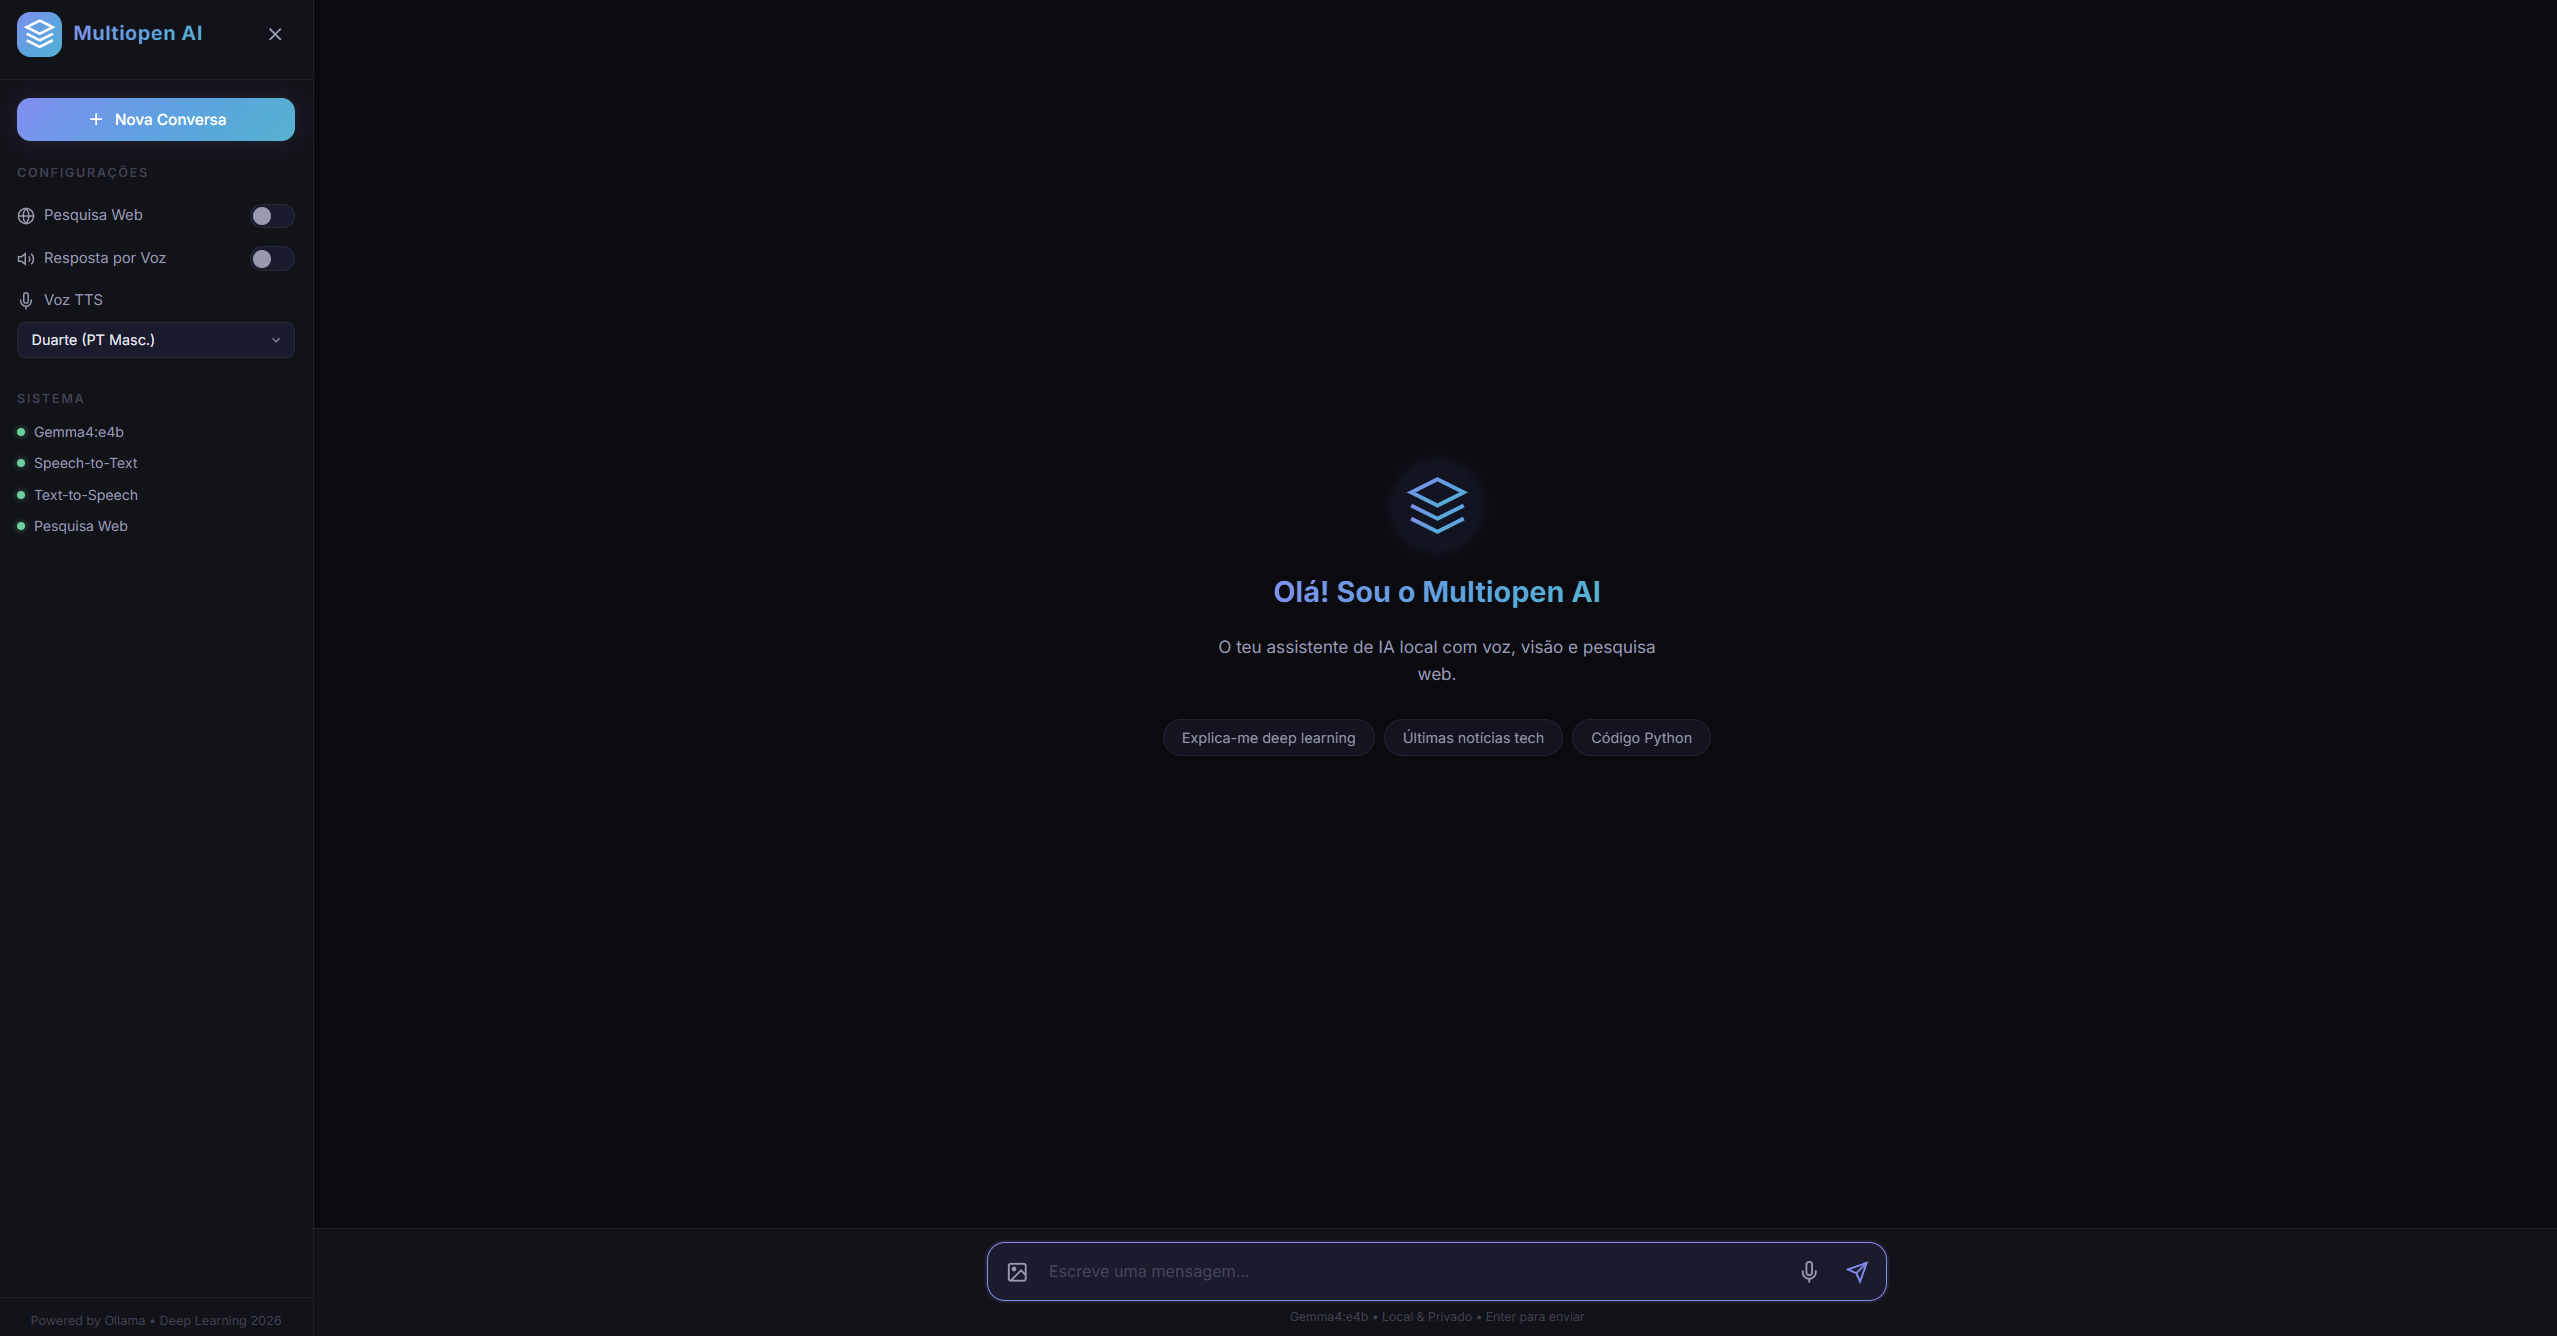 Multiopen AI
Nova Conversa
CONFIGURAÇÕES
Pesquisa Web
Resposta por Voz
Voz TTS
Duarte (PT Masc.)
SISTEMA
Gemma4:e4b
Speech-to-Text
Text-to-Speech
Pesquisa Web
Powered by Ollama • Deep Learning 2026
Olá! Sou o Multiopen AI
O teu assistente de IA local com voz, visão e pesquisa
web.
Explica-me deep learning
Últimas notícias tech
Código Python
Escreve uma mensagem...
Gemma4:e4b • Local & Privado • Enter para enviar